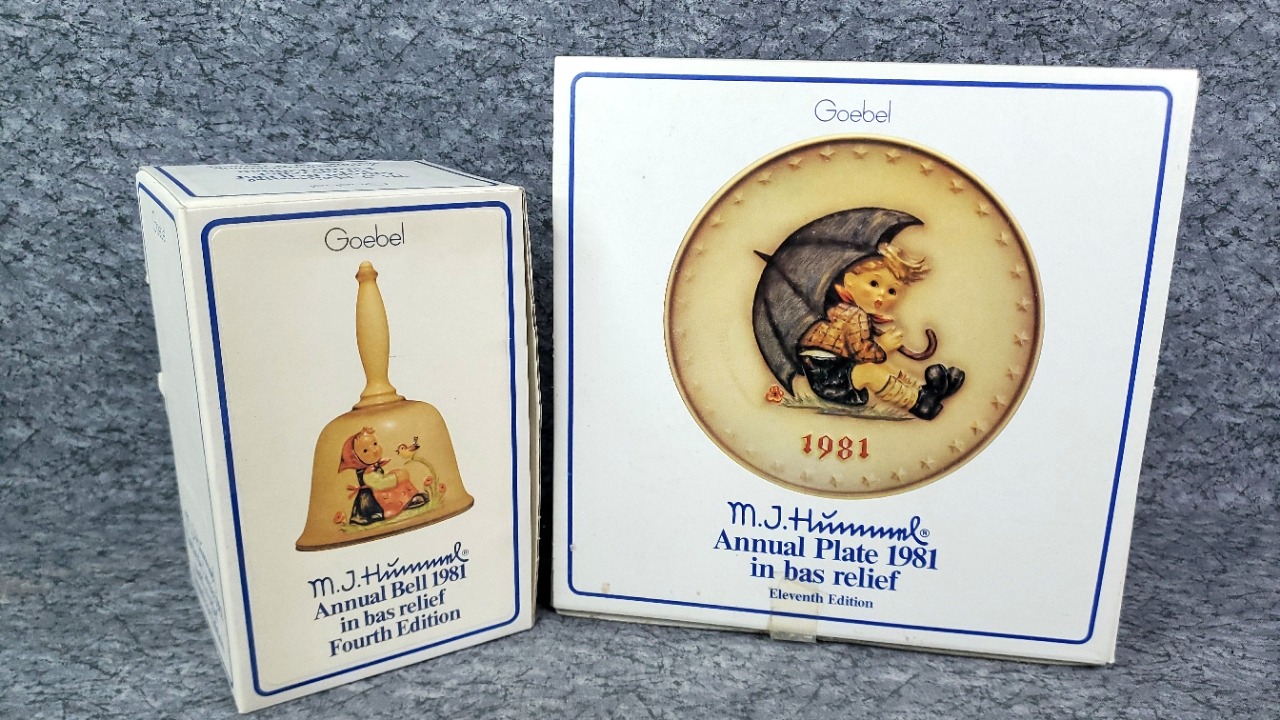 Goebel
M.J.Hummel®
Annual Bell 1981
in bas relief
Fourth Edition
Goebel
1981
M.J.Hummel®
Annual Plate 1981
in bas relief
Eleventh Edition